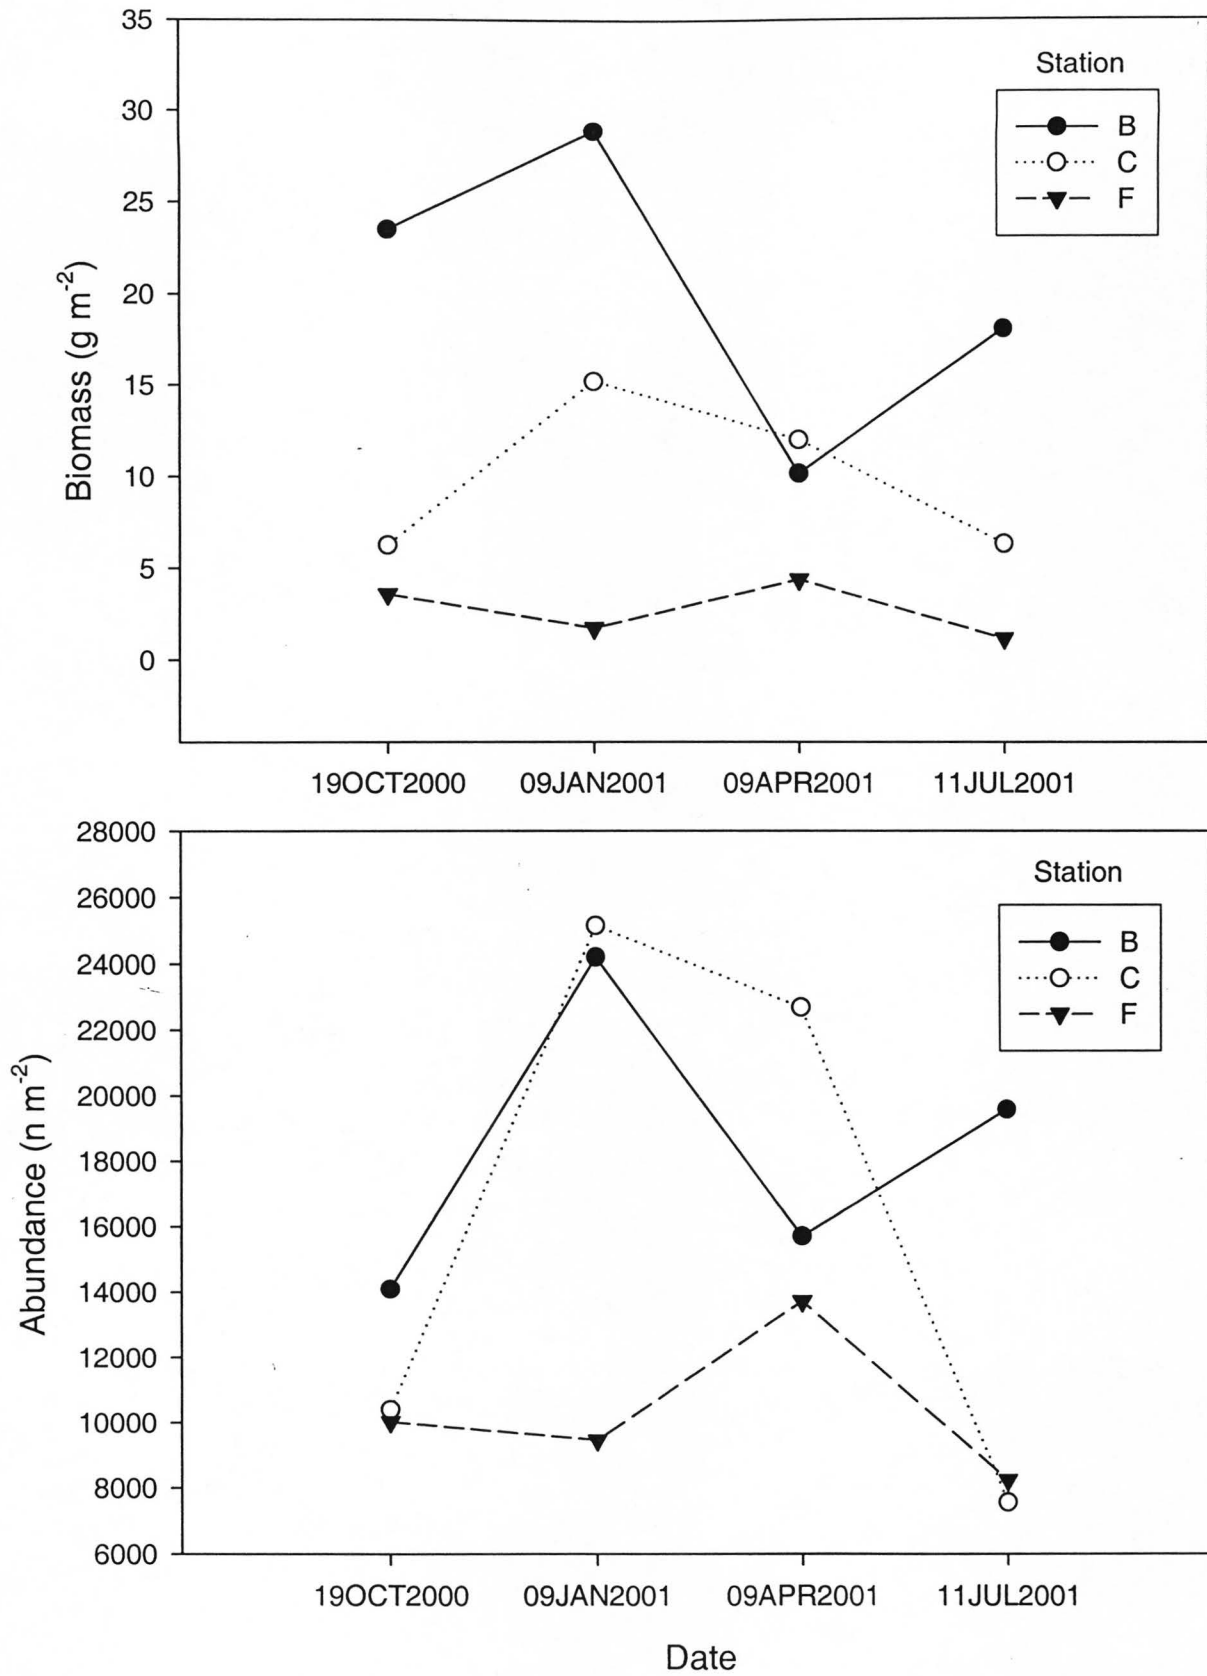 35
30
25
20
15
10
5
0
Biomass (g m-2)
Station
B
C
F
19OCT2000 09JAN2001 09APR2001 11JUL2001
28000
26000
24000
22000
20000
18000
16000
14000
12000
10000
8000
6000
Abundance (n m-2)
Station
B
C
F
19OCT2000 09JAN2001 09APR2001 11JUL2001
Date